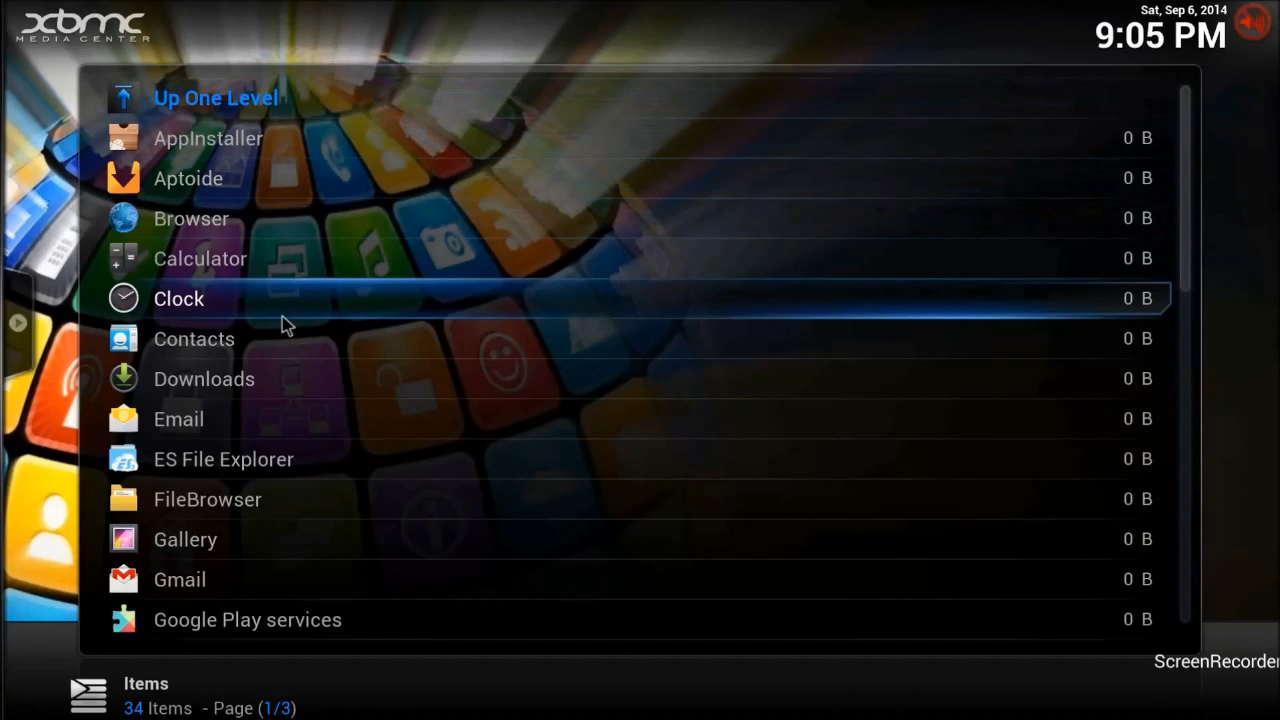 xbmc
MEDIA CENTER
Sat, Sep 6, 2014
9:05 PM
Up One Level
AppInstaller 0 B
Aptoide 0 B
Browser 0 B
Calculator 0 B
Clock 0 B
Contacts 0 B
Downloads 0 B
Email 0 B
ES File Explorer 0 B
FileBrowser 0 B
Gallery 0 B
Gmail 0 B
Google Play services 0 B
ScreenRecorder
Items
34 Items - Page (1/3)